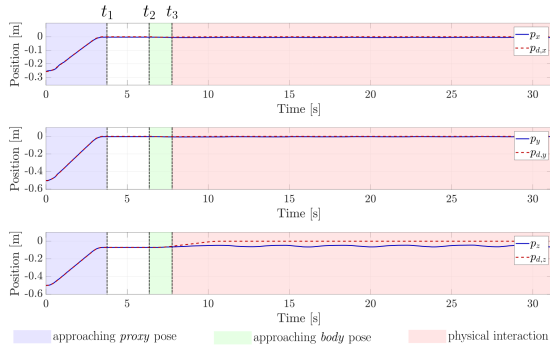 t1 t2 t3
Position [m]
0
-0.1
-0.2
-0.3
px
pd,x
0 5 10 15 20 25 30
Time [s]
Position [m]
0
-0.2
-0.4
-0.6
py
pd,y
0 5 10 15 20 25 30
Time [s]
Position [m]
0
-0.2
-0.4
-0.6
pz
pd,z
0 5 10 15 20 25 30
Time [s]
approaching proxy pose approaching body pose physical interaction